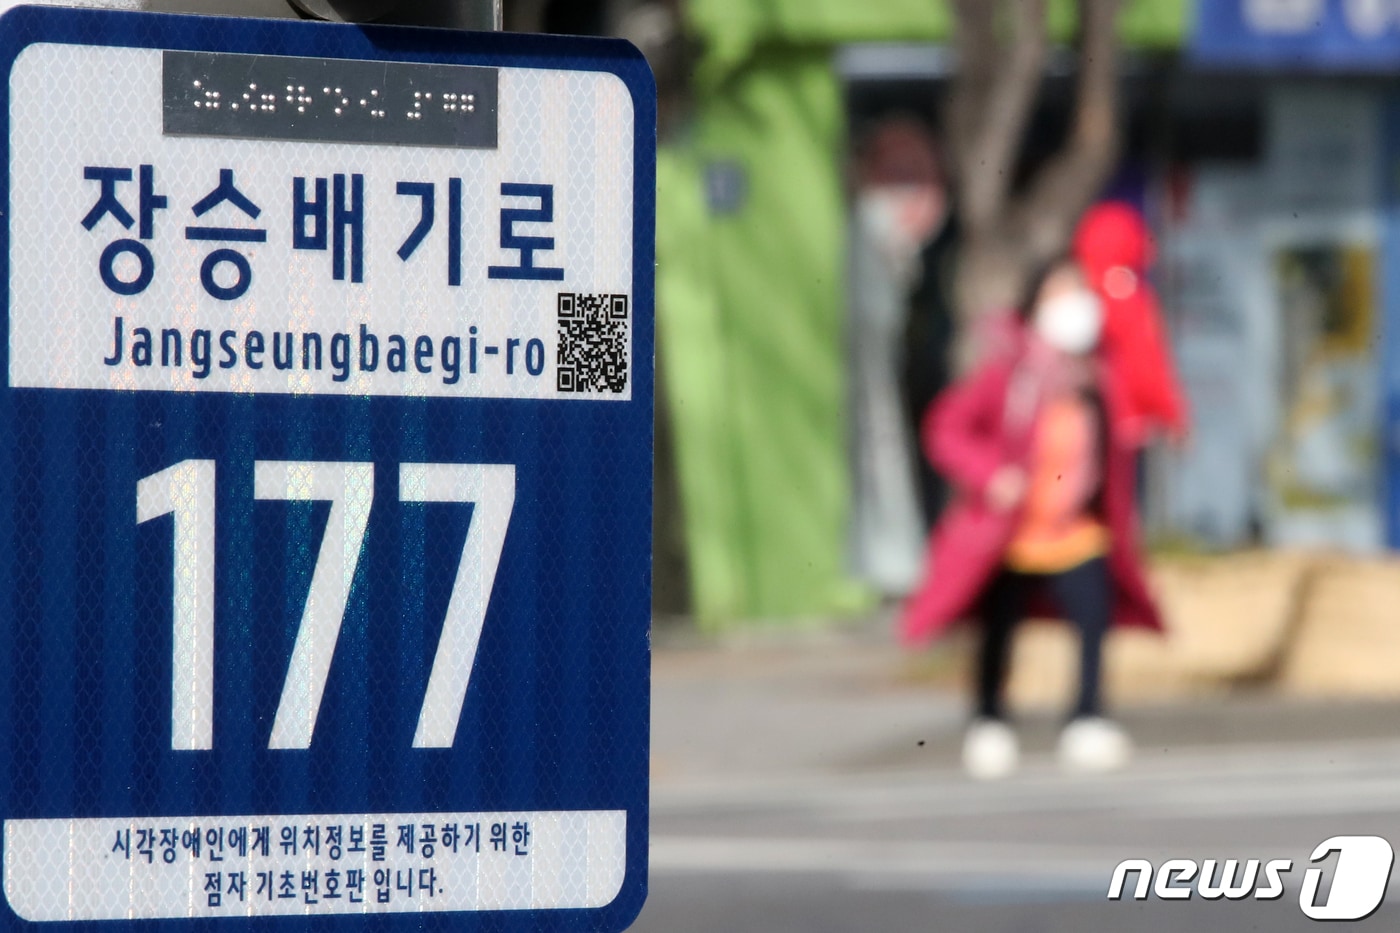 장승배기로
Jangseungbaegi-ro
177
시각장애인에게 위치정보를 제공하기 위한
점자 기초번호판 입니다.
news1